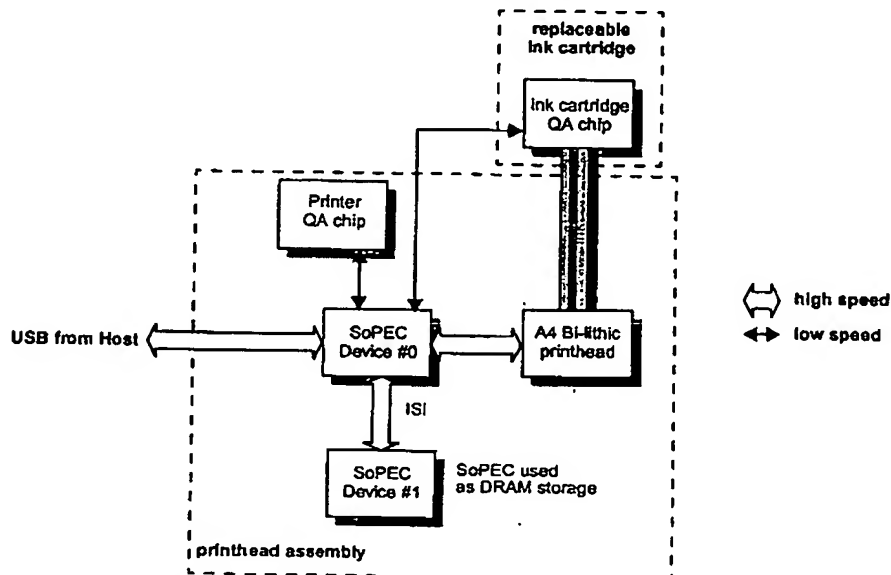 replaceable
ink cartridge
Ink cartridge
QA chip
Printer
QA chip
USB from Host
SoPEC
Device #0
A4 Bi-lithic
printhead
high speed
low speed
ISI
SoPEC
Device #1
SoPEC used
as DRAM storage
printhead assembly